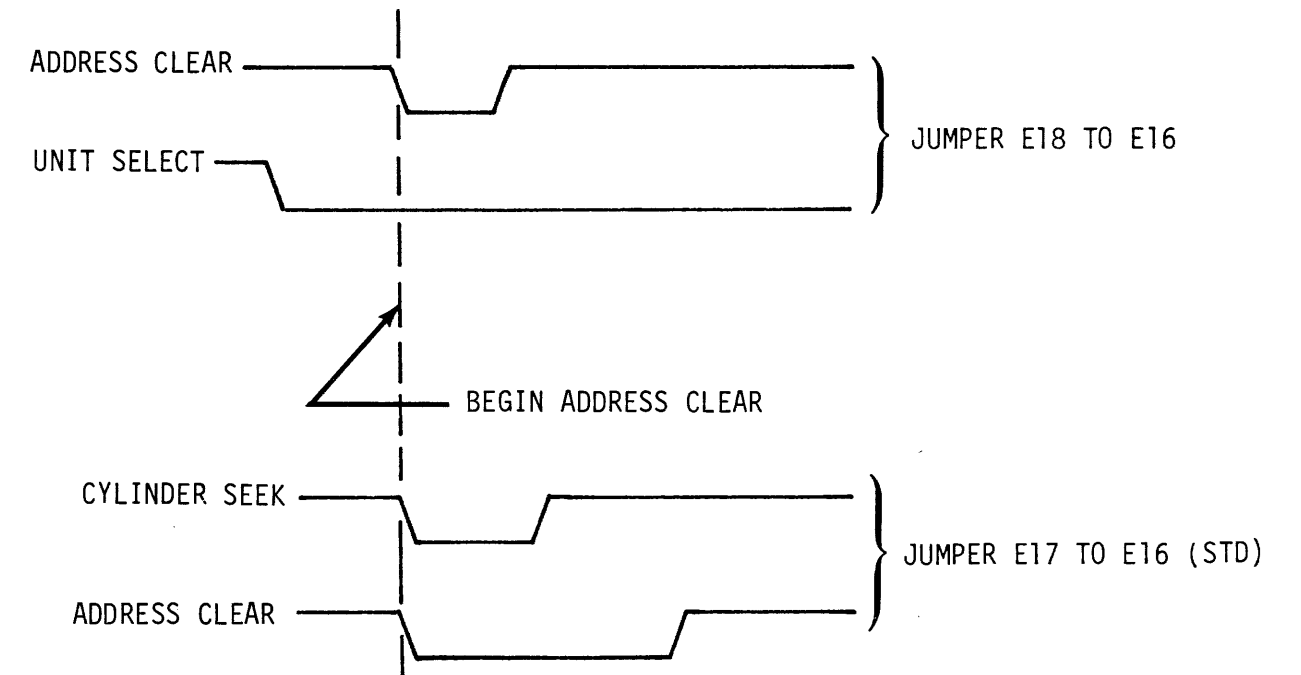 ADDRESS CLEAR
JUMPER E18 TO E16
UNIT SELECT
BEGIN ADDRESS CLEAR
CYLINDER SEEK
JUMPER E17 TO E16 (STD)
ADDRESS CLEAR